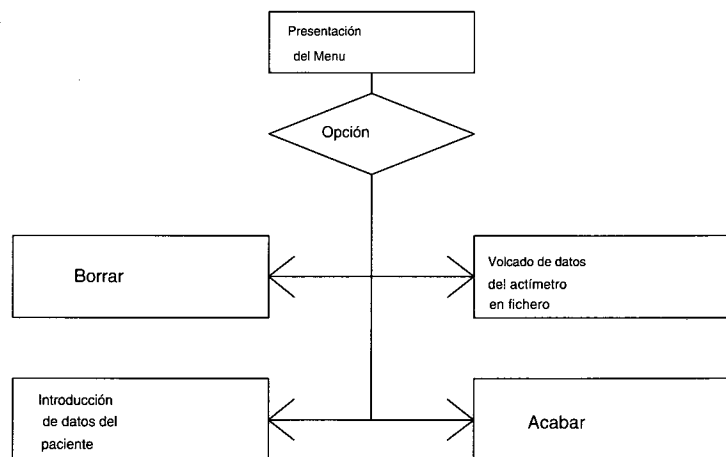 Presentación
del Menu
Opción
Borrar
Volcado de datos
del actímetro
en fichero
Introducción
de datos del
paciente
Acabar